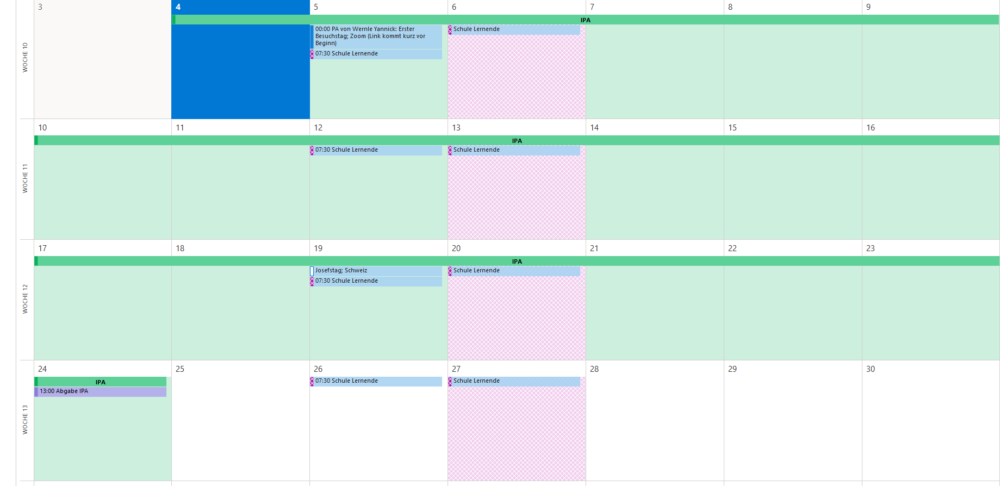 3 4 5 6 7 8 9
IPA
00:00 PA von Wernle Yannick: Erster
Besuchstag; Zoom (Link kommt kurz vor
Beginn)
Schule Lernende
07:30 Schule Lernende
WOCHE 10
10 11 12 13 14 15 16
IPA
07:30 Schule Lernende
Schule Lernende
WOCHE 11
17 18 19 20 21 22 23
IPA
Josefstag; Schweiz
Schule Lernende
07:30 Schule Lernende
WOCHE 12
24 25 26 27 28 29 30
IPA
07:30 Schule Lernende
Schule Lernende
13:00 Abgabe IPA
WOCHE 13